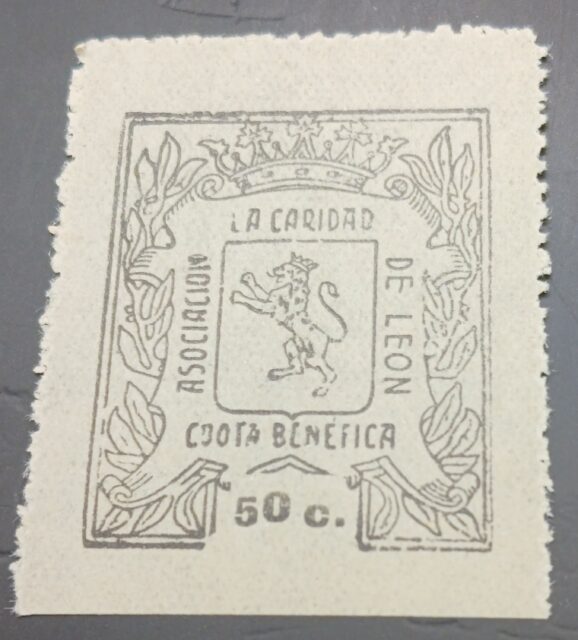 ASOCIACION
LA CARIDAD
DE LEON
CUOTA BENEFICA
50 c.